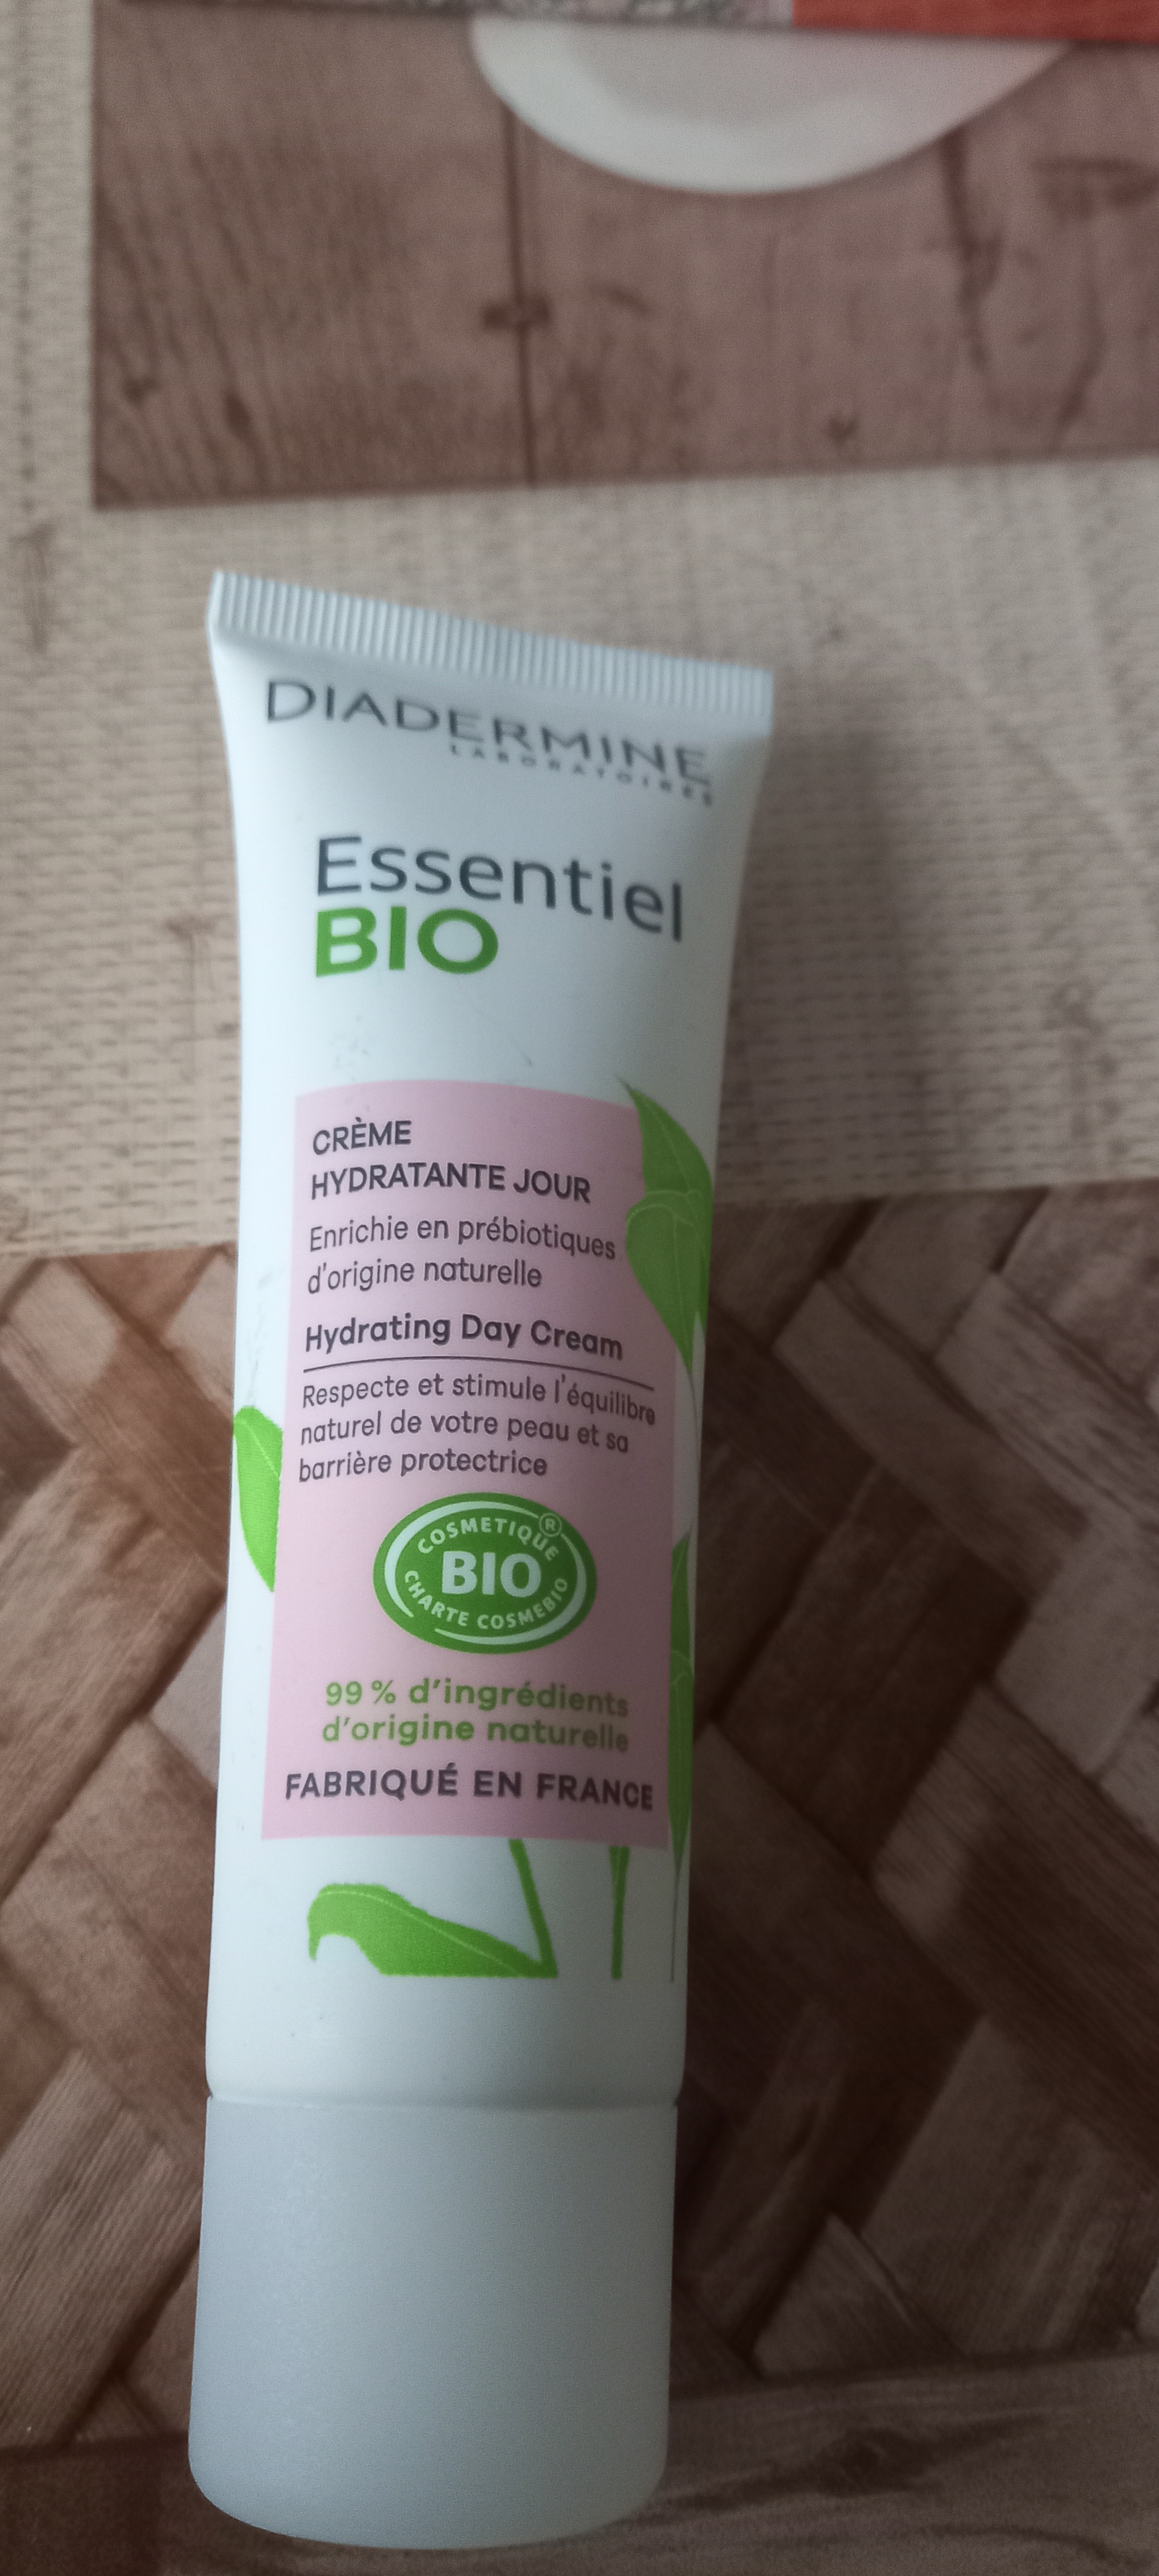 DIADERMINE
LABORATOIRES
Essentiel
BIO
CRÈME
HYDRATANTE JOUR
Enrichie en prébiotiques
d'origine naturelle
Hydrating Day Cream
Respecte et stimule l'équilibre
naturel de votre peau et sa
barrière protectrice
COSMETIQUE ®
BIO
CHARTE COSMEBIO
99 % d'ingrédients
d'origine naturelle
FABRIQUÉ EN FRANCE